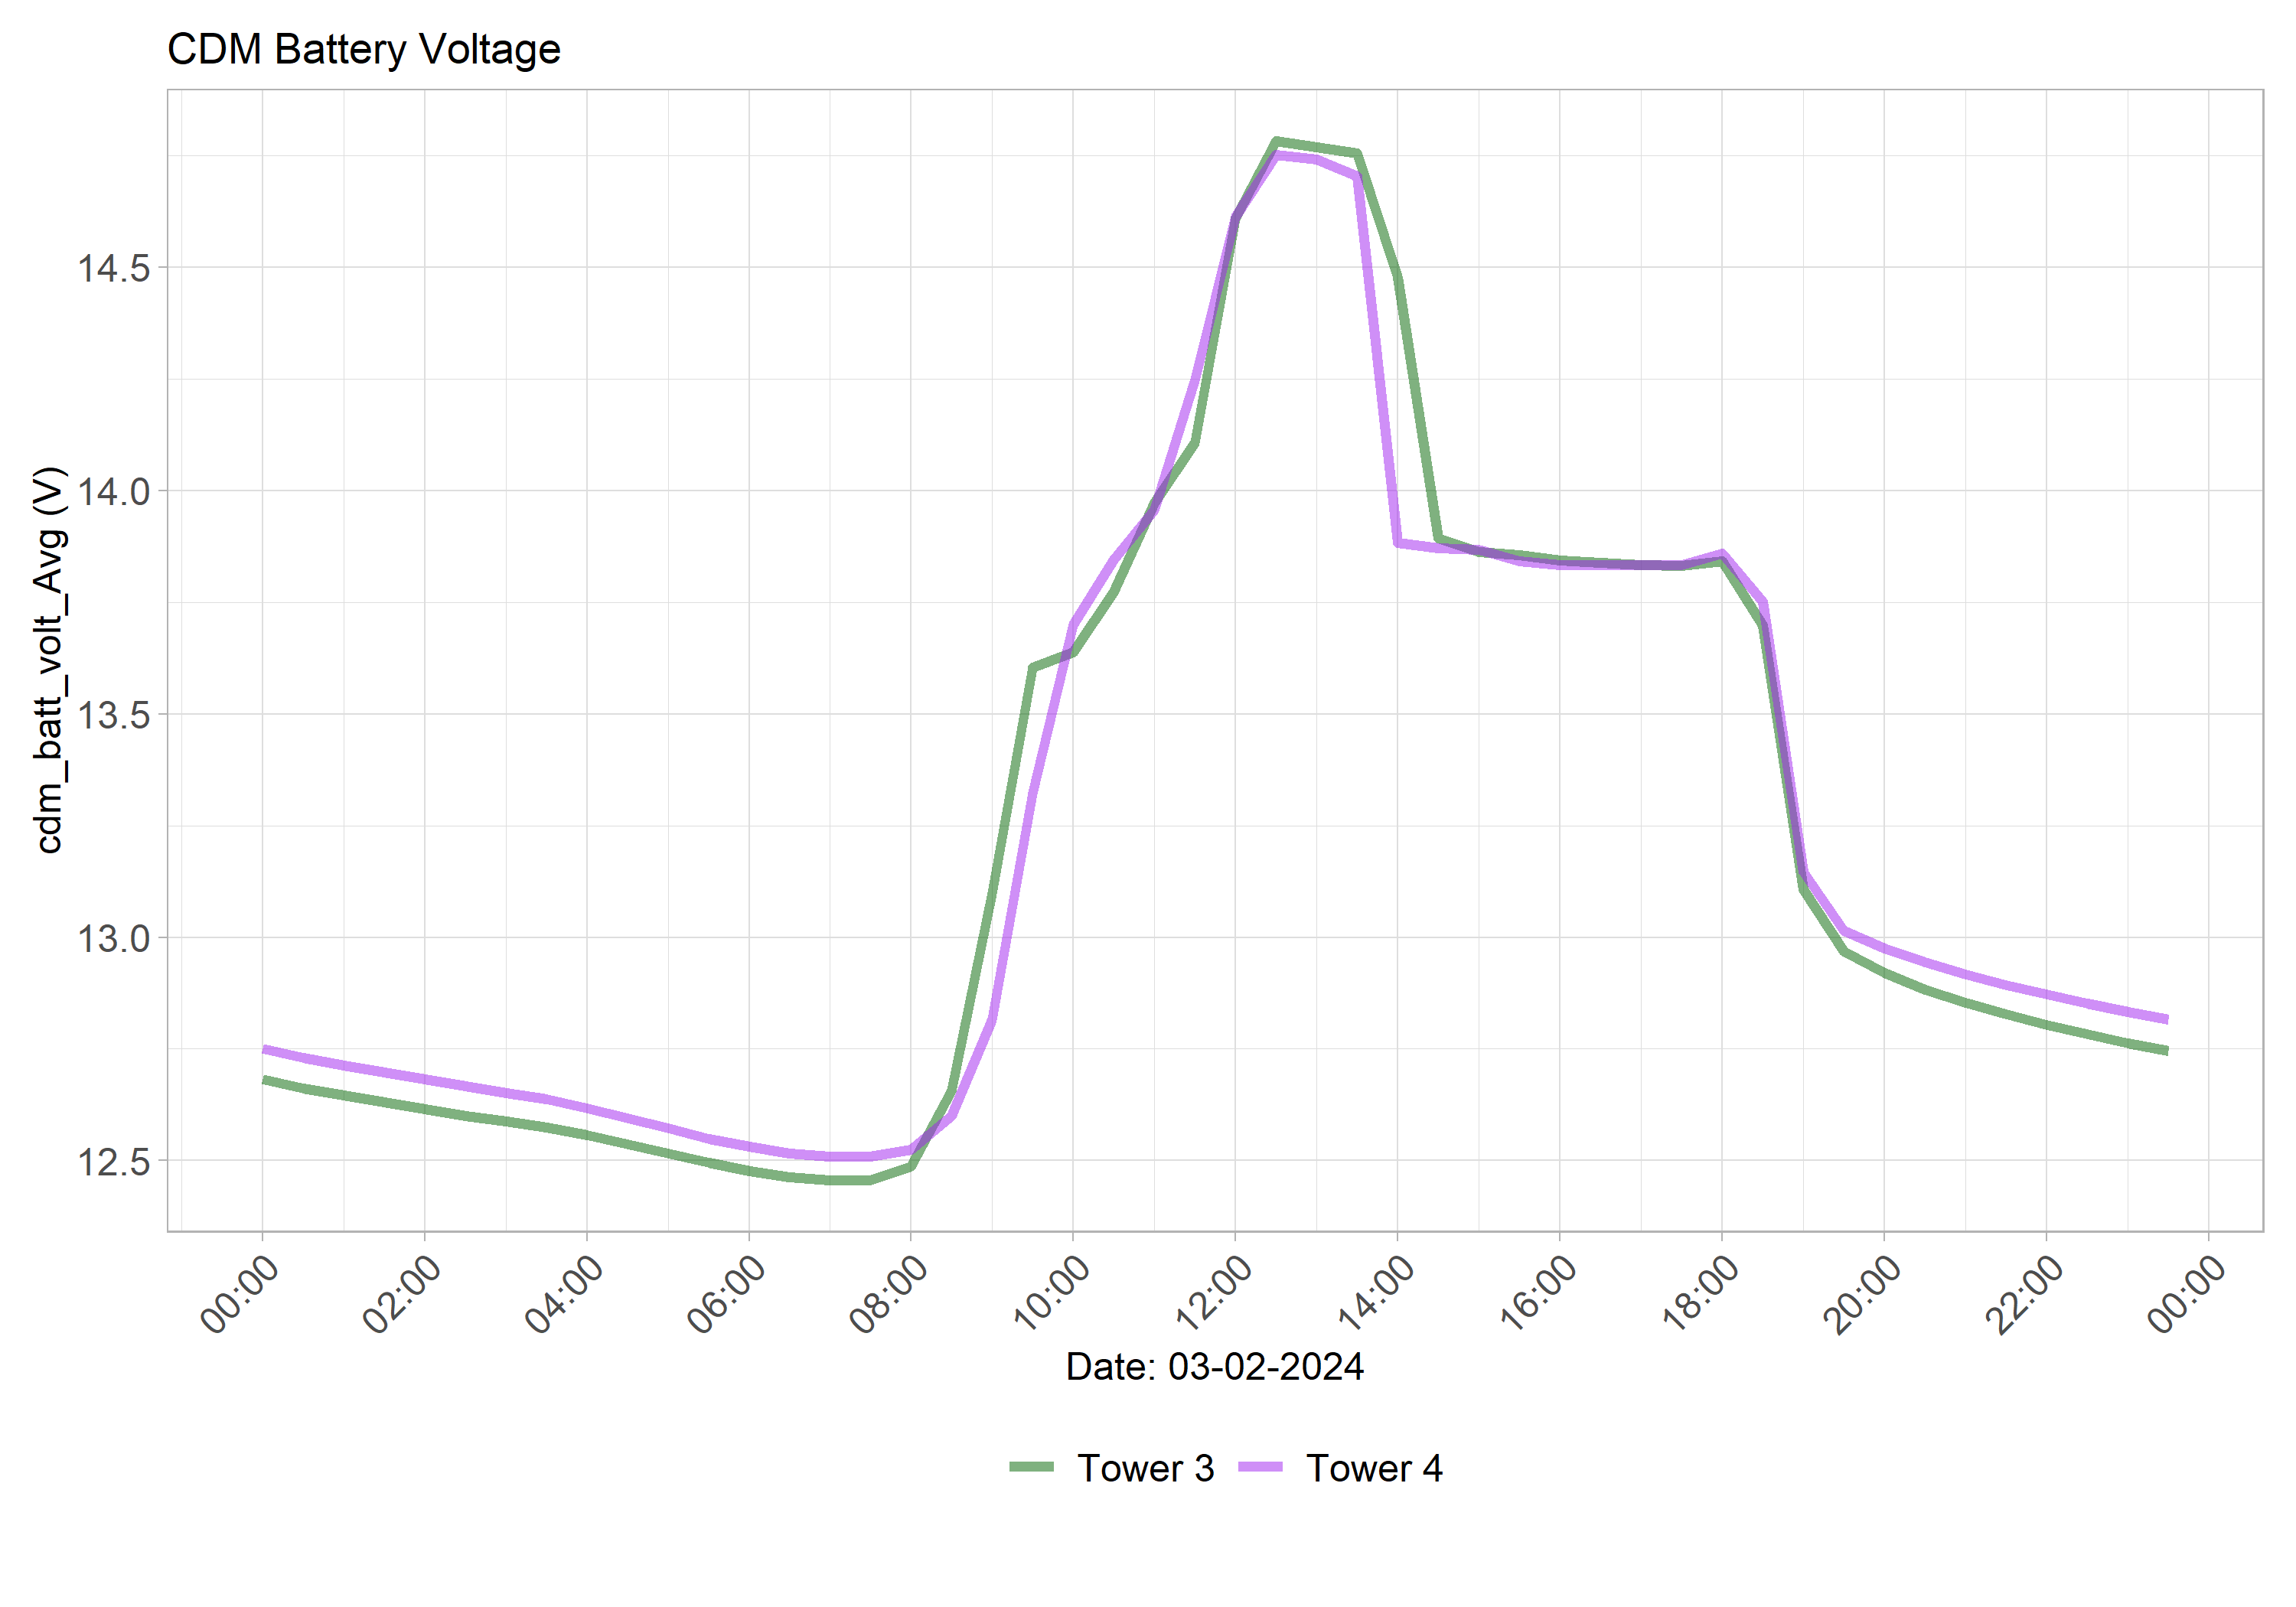 CDM Battery Voltage
cdm_batt_volt_Avg (V)
14.5
14.0
13.5
13.0
12.5
00:00 02:00 04:00 06:00 08:00 10:00 12:00 14:00 16:00 18:00 20:00 22:00 00:00
Date: 03-02-2024
Tower 3 Tower 4